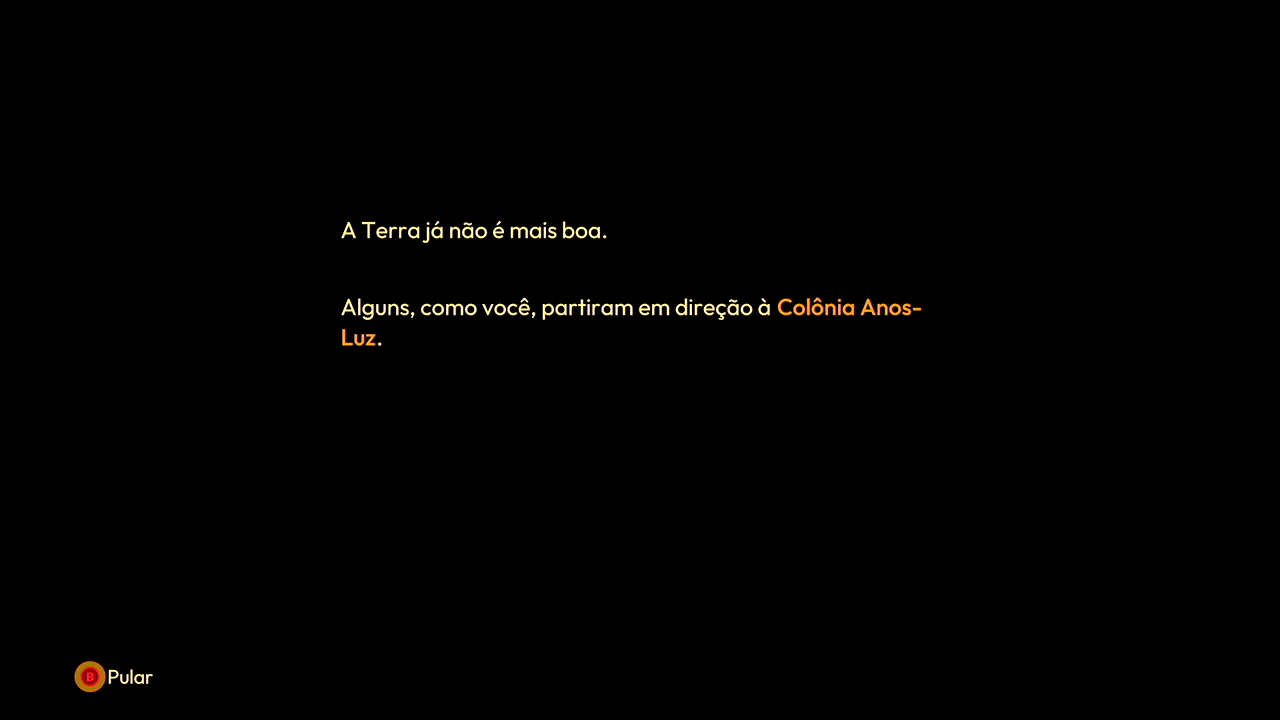 A Terra já não é mais boa.
Alguns, como você, partiram em direção à Colônia Anos-
Luz.
B Pular